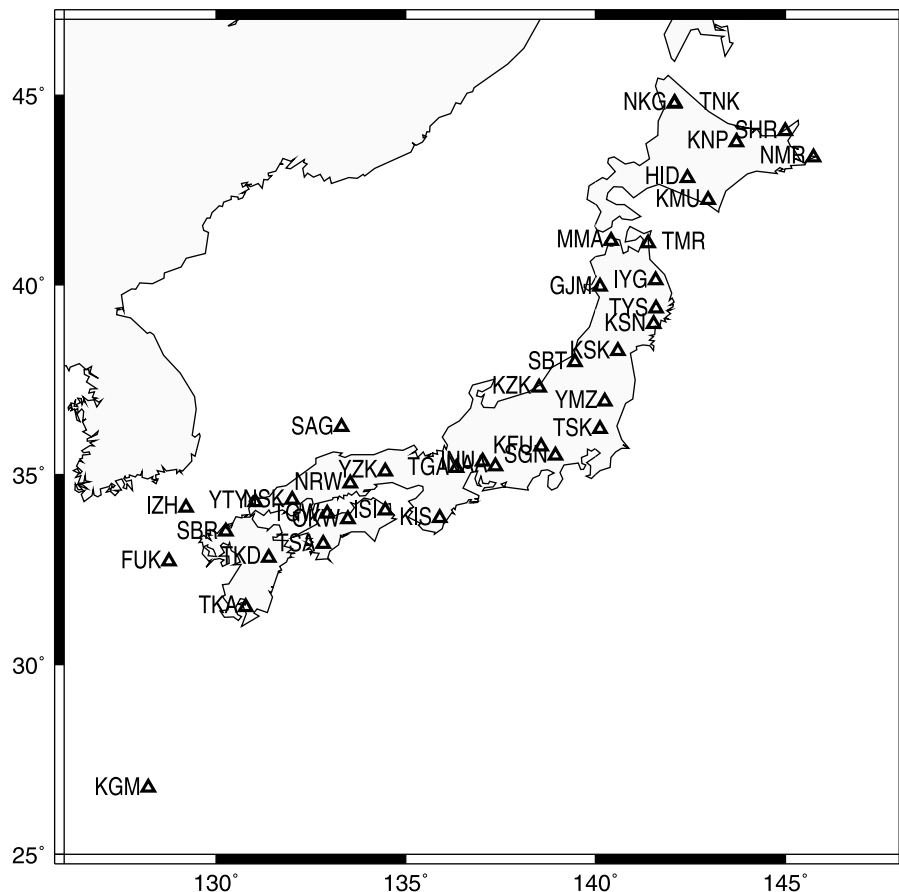 45°
NKG
TNK
SHR
KNP
NMR
HID
KMU
MMA
TMR
40°
GJM
IYG
TYS
KSN
KSK
SBT
KZK
YMZ
SAG
TSK
KFU
SGN
35°
TGA
YZK
NRW
IZH
YTY
NSK
ISI
OKW
KIS
SBR
TSA
FUK
TKD
TKA
30°
KGM
25°
130°
135°
140°
145°